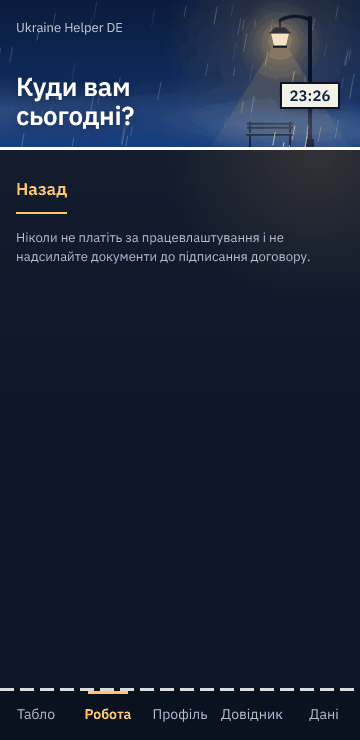 Ukraine Helper DE
Куди вам
сьогодні?
23:26
Назад
Ніколи не платіть за працевлаштування і не
надсилайте документи до підписання договору.
Табло Робота Профіль Довідник Дані